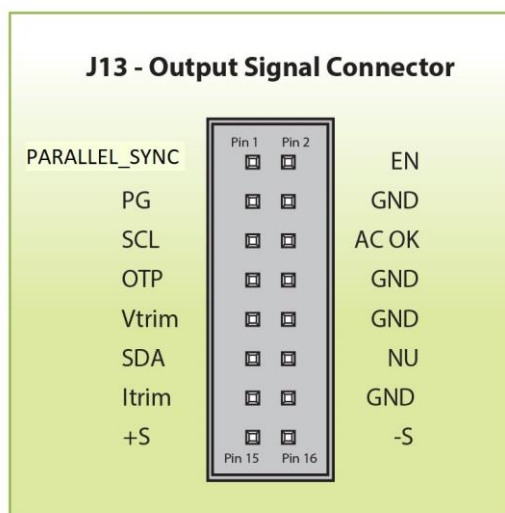 J13 - Output Signal Connector
Pin 1 Pin 2
PARALLEL_SYNC EN
PG GND
SCL AC OK
OTP GND
Vtrim GND
SDA NU
Itrim GND
+S -S
Pin 15 Pin 16